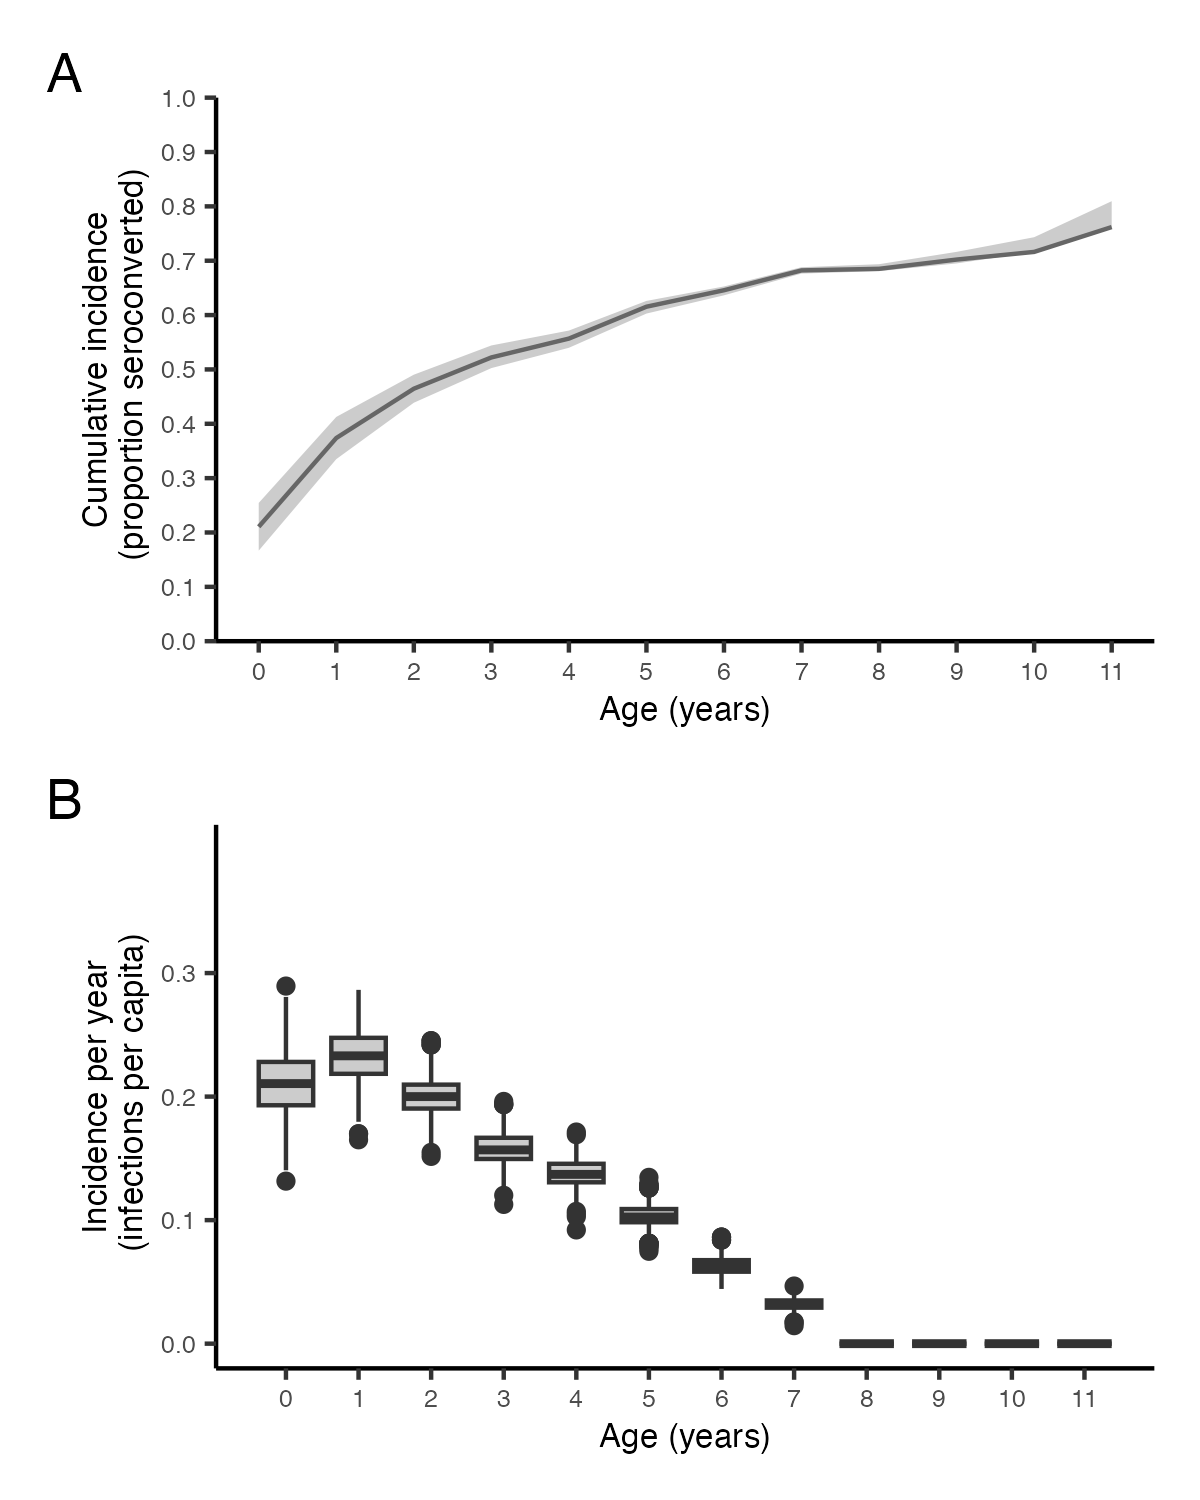 A
Cumulative incidence
(proportion seroconverted)
1.0
0.9
0.8
0.7
0.6
0.5
0.4
0.3
0.2
0.1
0.0
0 1 2 3 4 5 6 7 8 9 10 11
Age (years)
B
Incidence per year
(infections per capita)
0.3
0.2
0.1
0.0
0 1 2 3 4 5 6 7 8 9 10 11
Age (years)